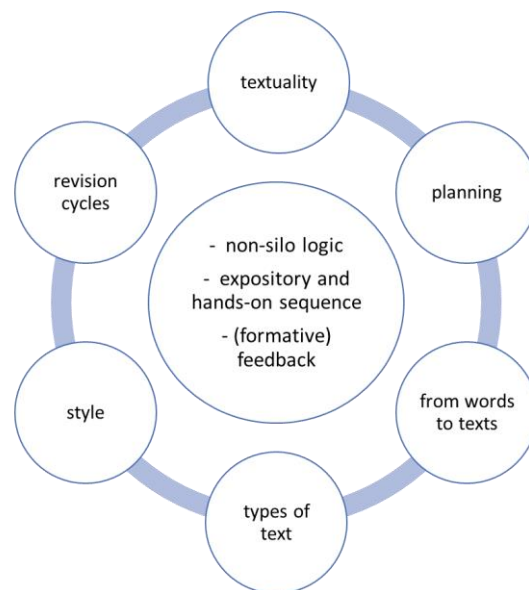 textuality
planning
from words
to texts
types of
text
style
revision
cycles
- non-silo logic
- expository and
hands-on sequence
- (formative)
feedback